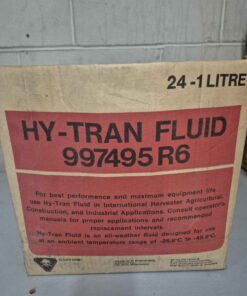 24 -1 LITRE
HY-TRAN FLUID
997495 R6
For best performance and maximum equipment life
use Hy-Tran Fluid in International Harvester Agricultural,
Construction, and Industrial Applications. Consult operators
manuals for proper applications and recommended
replacement intervals.
Hy-Tran Fluid is an all-weather fluid designed for use
at an ambient temperature range of